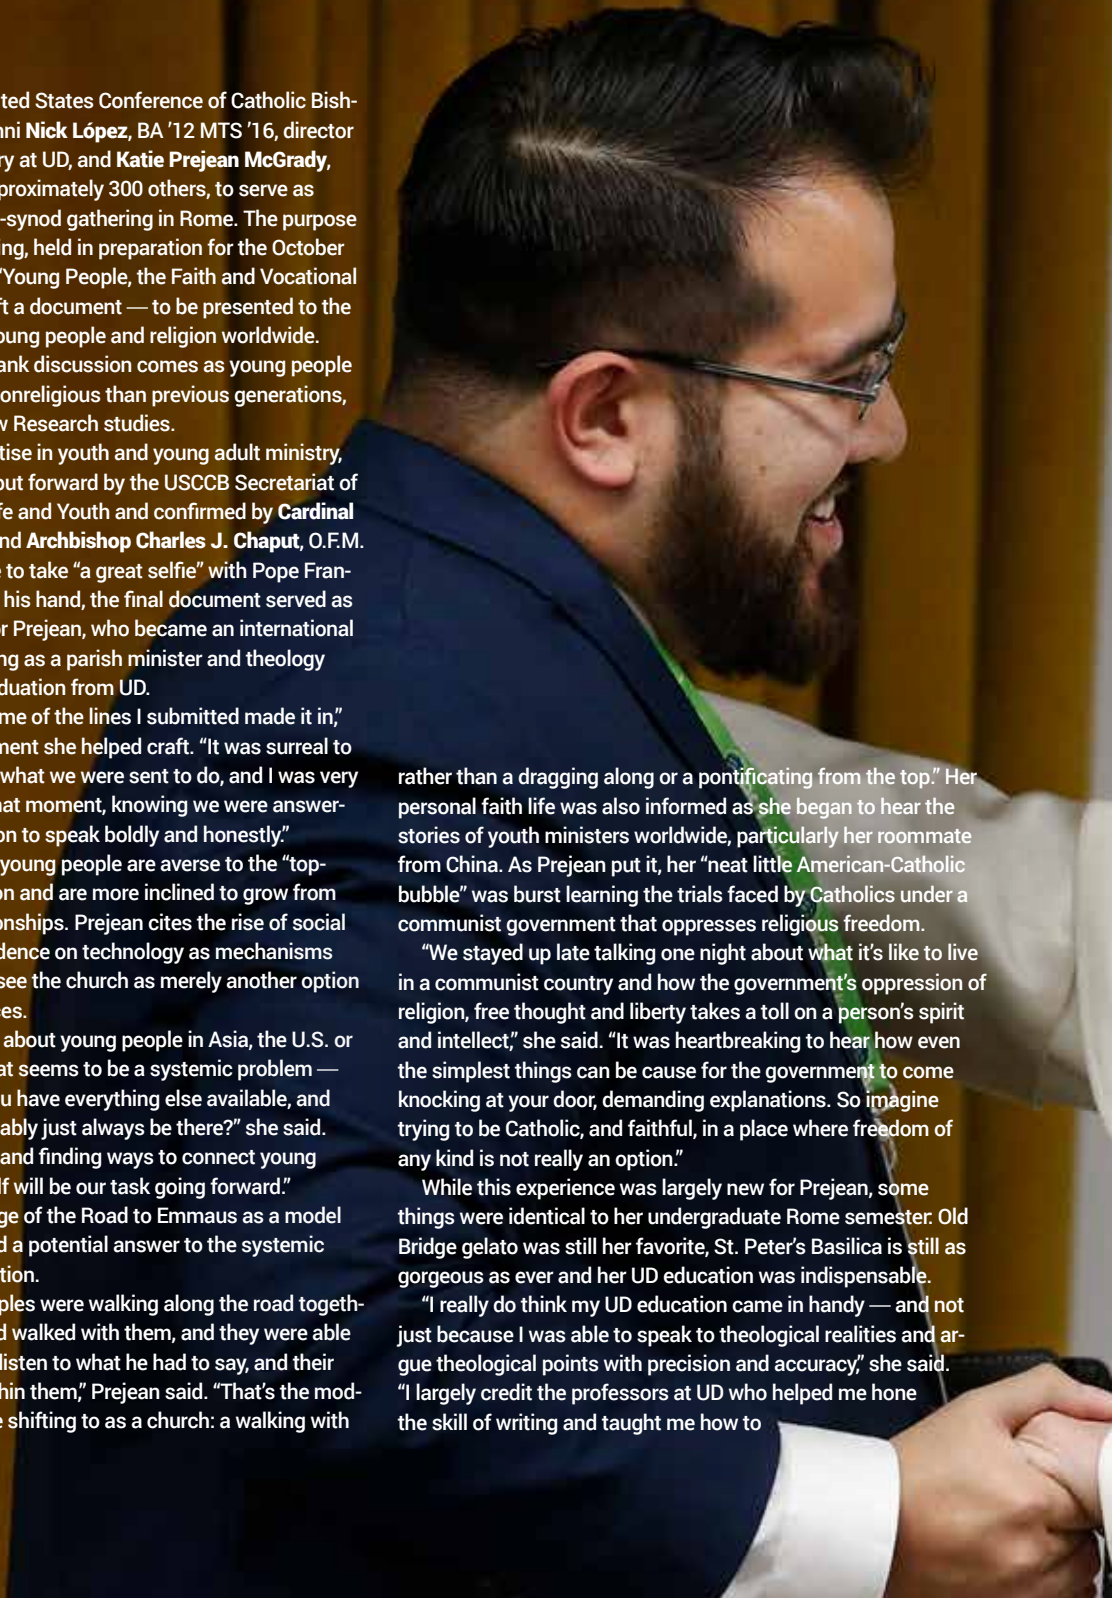 ted States Conference of Catholic Bish-
nni Nick López, BA '12 MTS '16, director
ry at UD, and Katie Prejean McGrady,
proximately 300 others, to serve as
-synod gathering in Rome. The purpose
ing, held in preparation for the October
“Young People, the Faith and Vocational
ft a document — to be presented to the
oung people and religion worldwide.
ank discussion comes as young people
onreligious than previous generations,
w Research studies.
tise in youth and young adult ministry,
put forward by the USCCB Secretariat of
fe and Youth and confirmed by Cardinal
nd Archbishop Charles J. Chaput, O.F.M.
e to take “a great selfie” with Pope Fran-
his hand, the final document served as
or Prejean, who became an international
ng as a parish minister and theology
duation from UD.
me of the lines I submitted made it in,”
ment she helped craft. “It was surreal to
what we were sent to do, and I was very
nat moment, knowing we were answer-
on to speak boldly and honestly.”
young people are averse to the “top-
on and are more inclined to grow from
onships. Prejean cites the rise of social
dence on technology as mechanisms
see the church as merely another option
es.
about young people in Asia, the U.S. or
at seems to be a systemic problem —
u have everything else available, and
ably just always be there?” she said.
and finding ways to connect young
lf will be our task going forward.”
ge of the Road to Emmaus as a model
d a potential answer to the systemic
tion.
ples were walking along the road togeth-
d walked with them, and they were able
listen to what he had to say, and their
hin them,” Prejean said. “That’s the mod-
e shifting to as a church: a walking with
rather than a dragging along or a pontificating from the top.” Her
personal faith life was also informed as she began to hear the
stories of youth ministers worldwide, particularly her roommate
from China. As Prejean put it, her “neat little American-Catholic
bubble” was burst learning the trials faced by Catholics under a
communist government that oppresses religious freedom.
“We stayed up late talking one night about what it’s like to live
in a communist country and how the government’s oppression of
religion, free thought and liberty takes a toll on a person’s spirit
and intellect,” she said. “It was heartbreaking to hear how even
the simplest things can be cause for the government to come
knocking at your door, demanding explanations. So imagine
trying to be Catholic, and faithful, in a place where freedom of
any kind is not really an option.”
While this experience was largely new for Prejean, some
things were identical to her undergraduate Rome semester: Old
Bridge gelato was still her favorite, St. Peter’s Basilica is still as
gorgeous as ever and her UD education was indispensable.
“I really do think my UD education came in handy — and not
just because I was able to speak to theological realities and ar-
gue theological points with precision and accuracy,” she said.
“I largely credit the professors at UD who helped me hone
the skill of writing and taught me how to